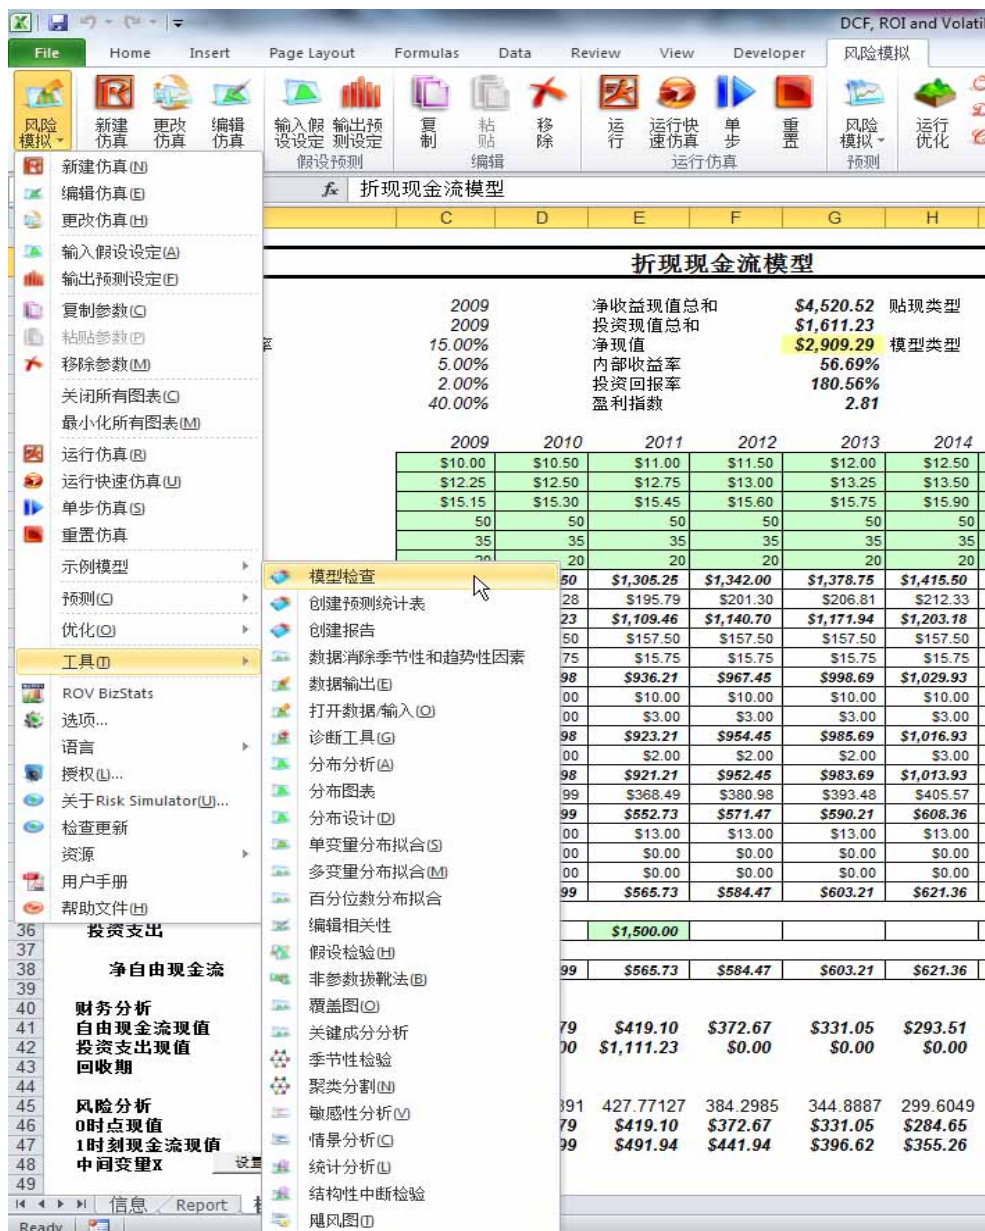 DCF, ROI and Volati
File Home Insert Page Layout Formulas Data Review View Developer 风险模拟
风险模拟 新建仿真 更改仿真 编辑仿真 输入假设设定 输出预测设定 复制 粘贴 移除 运行 运行快速仿真 单步 重置 风险模拟 运行优化
假设预测 编辑 运行仿真 预测
fx 折现现金流模型
C D E F G H
折现现金流模型
2009 净收益现值总和 $4,520.52 贴现类型
2009 投资现值总和 $1,611.23
率 15.00% 净现值 $2,909.29 模型类型
5.00% 内部收益率 56.69%
2.00% 投资回报率 180.56%
40.00% 盈利指数 2.81
2009 2010 2011 2012 2013 2014
$10.00 $10.50 $11.00 $11.50 $12.00 $12.50
$12.25 $12.50 $12.75 $13.00 $13.25 $13.50
$15.15 $15.30 $15.45 $15.60 $15.75 $15.90
50 50 50 50 50 50
35 35 35 35 35 35
20 20 20 20 20 20
50 $1,305.25 $1,342.00 $1,378.75 $1,415.50
28 $195.79 $201.30 $206.81 $212.33
23 $1,109.46 $1,140.70 $1,171.94 $1,203.18
50 $157.50 $157.50 $157.50 $157.50
75 $15.75 $15.75 $15.75 $15.75
98 $936.21 $967.45 $998.69 $1,029.93
00 $10.00 $10.00 $10.00 $10.00
00 $3.00 $3.00 $3.00 $3.00
98 $923.21 $954.45 $985.69 $1,016.93
00 $2.00 $2.00 $2.00 $3.00
98 $921.21 $952.45 $983.69 $1,013.93
99 $368.49 $380.98 $393.48 $405.57
99 $552.73 $571.47 $590.21 $608.36
00 $13.00 $13.00 $13.00 $13.00
00 $0.00 $0.00 $0.00 $0.00
00 $0.00 $0.00 $0.00 $0.00
99 $565.73 $584.47 $603.21 $621.36
新建仿真(N)
编辑仿真(E)
更改仿真(H)
输入假设设定(A)
输出预测设定(F)
复制参数(C)
粘贴参数(P)
移除参数(M)
关闭所有图表(C)
最小化所有图表(M)
运行仿真(R)
运行快速仿真(U)
单步仿真(S)
重置仿真
示例模型
预测(C)
优化(O)
工具(T)
ROV BizStats
选项...
语言
授权(L)...
关于Risk Simulator(U)...
检查更新
资源
用户手册
帮助文件(H)
模型检查
创建预测统计表
创建报告
数据消除季节性和趋势性因素
数据输出(E)
打开数据/输入(O)
诊断工具(G)
分布分析(A)
分布图表
分布设计(D)
单变量分布拟合(S)
多变量分布拟合(M)
百分位数分布拟合
编辑相关性
假设检验(H)
非参数拔靴法(B)
覆盖图(O)
关键成分分析
季节性检验
聚类分割(N)
敏感性分析(V)
情景分析(C)
统计分析(L)
结构性中断检验
飓风图(T)
36 投资支出 $1,500.00
37
38 净自由现金流 99 $565.73 $584.47 $603.21 $621.36
39
40 财务分析
41 自由现金流现值 79 $419.10 $372.67 $331.05 $293.51
42 投资支出现值 00 $1,111.23 $0.00 $0.00 $0.00
43 回收期
44
45 风险分析 391 427.77127 384.2985 344.8887 299.6049
46 0时点现值 79 $419.10 $372.67 $331.05 $284.65
47 1时刻现金流现值 99 $491.94 $441.94 $396.62 $355.26
48 中间变量X 设置
49
信息 Report
Ready